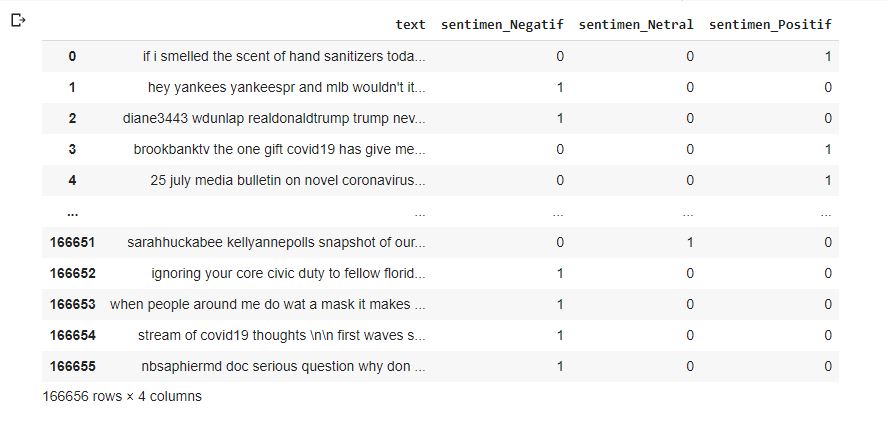 text sentimen_Negatif sentimen_Netral sentimen_Positif
0 if i smelled the scent of hand sanitizers toda... 0 0 1
1 hey yankees yankeespr and mlb wouldn't it... 1 0 0
2 diane3443 wdunlap realdonaldtrump trump nev... 1 0 0
3 brookbanktv the one gift covid19 has give me... 0 0 1
4 25 july media bulletin on novel coronavirus... 0 0 1
... ... ... ... ...
166651 sarahhuckabee kellyannepolls snapshot of our... 0 1 0
166652 ignoring your core civic duty to fellow florid... 1 0 0
166653 when people around me do wat a mask it makes ... 1 0 0
166654 stream of covid19 thoughts \n\n first waves s... 1 0 0
166655 nbsaphiermd doc serious question why don ... 1 0 0
166656 rows × 4 columns